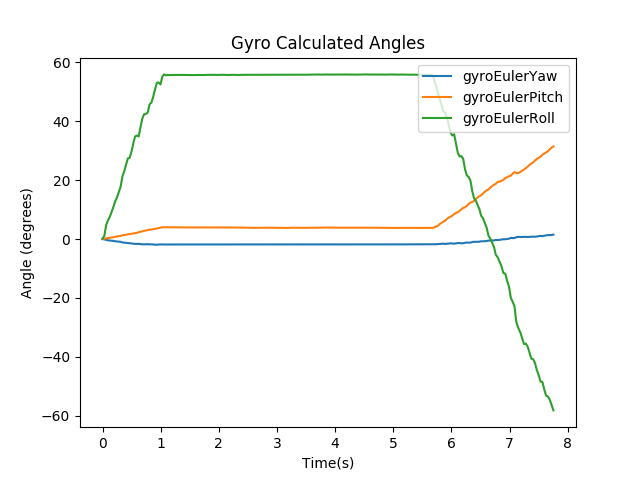 Gyro Calculated Angles
gyroEulerYaw
gyroEulerPitch
gyroEulerRoll
Angle (degrees)
60
40
20
0
−20
−40
−60
0 1 2 3 4 5 6 7 8
Time(s)